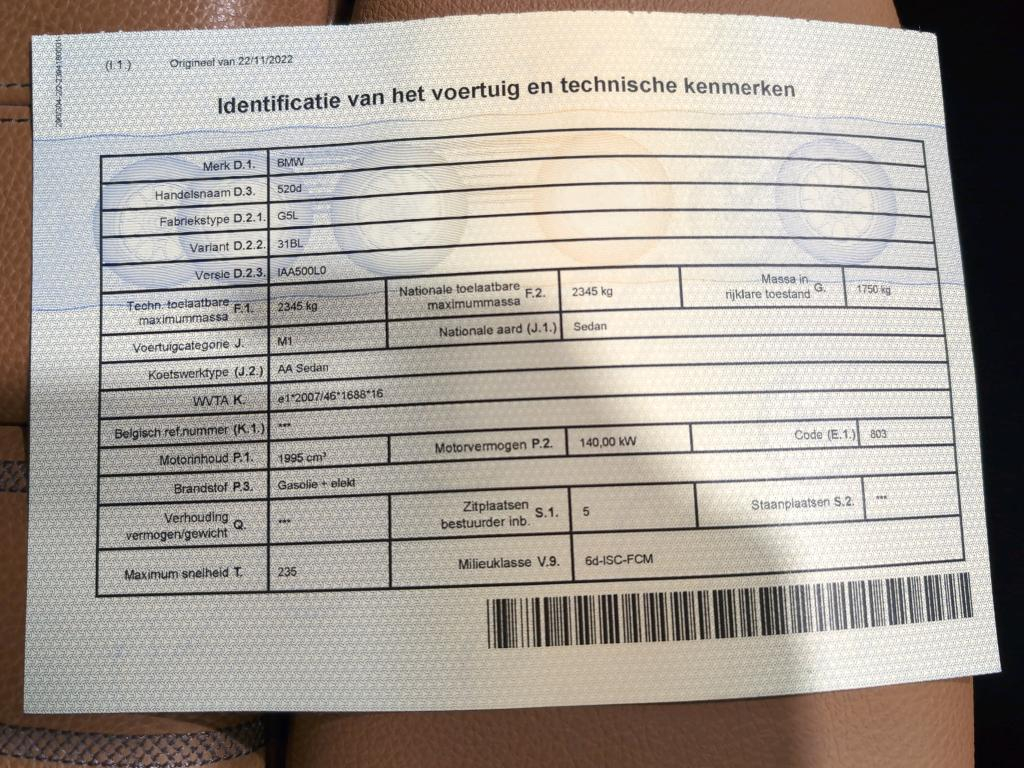 (I.1.) Origineel van 22/11/2022
Identificatie van het voertuig en technische kenmerken
Merk D.1. BMW
Handelsnaam D.3. 520d
Fabriekstype D.2.1. G5L
Variant D.2.2. 31BL
Versie D.2.3. IAA500L0
Techn. toelaatbare maximummassa F.1. 2345 kg Nationale toelaatbare maximummassa F.2. 2345 kg Massa in rijklare toestand G. 1750 kg
Voertuigcategorie J. M1 Nationale aard (J.1.) Sedan
Koetswerktype (J.2.) AA Sedan
WVTA K. e1*2007/46*1688*16
Belgisch ref.nummer (K.1.) ***
Motorinhoud P.1. 1995 cm³ Motorvermogen P.2. 140,00 kW Code (E.1.) 803
Brandstof P.3. Gasolie + elekt
Verhouding vermogen/gewicht Q. *** Zitplaatsen bestuurder inb. S.1. 5 Staanplaatsen S.2. ***
Maximum snelheid T. 235 Milieuklasse V.9. 6d-ISC-FCM